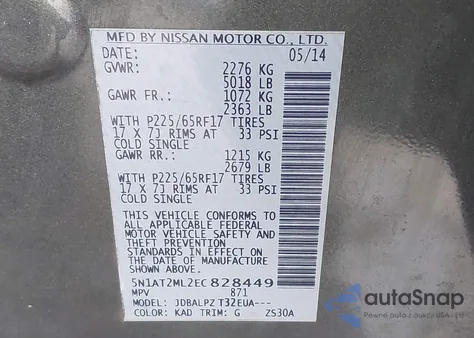 MFD BY NISSAN MOTOR CO., LTD.
DATE: 05/14
GVWR: 2276 KG
5018 LB
GAWR FR.: 1072 KG
2363 LB
WITH P225/65RF17 TIRES
17 X 7J RIMS AT 33 PSI
COLD SINGLE
GAWR RR.: 1215 KG
2679 LB
WITH P225/65RF17 TIRES
17 X 7J RIMS AT 33 PSI
COLD SINGLE
THIS VEHICLE CONFORMS TO
ALL APPLICABLE FEDERAL
MOTOR VEHICLE SAFETY AND
THEFT PREVENTION
STANDARDS IN EFFECT ON
THE DATE OF MANUFACTURE
SHOWN ABOVE.
5N1AT2ML2EC828449
MPV 871
MODEL: JDBALPZ T32EUA---
COLOR: KAD TRIM: G ZS30A
autoSnap
WWW.AUTOSNAP.COM